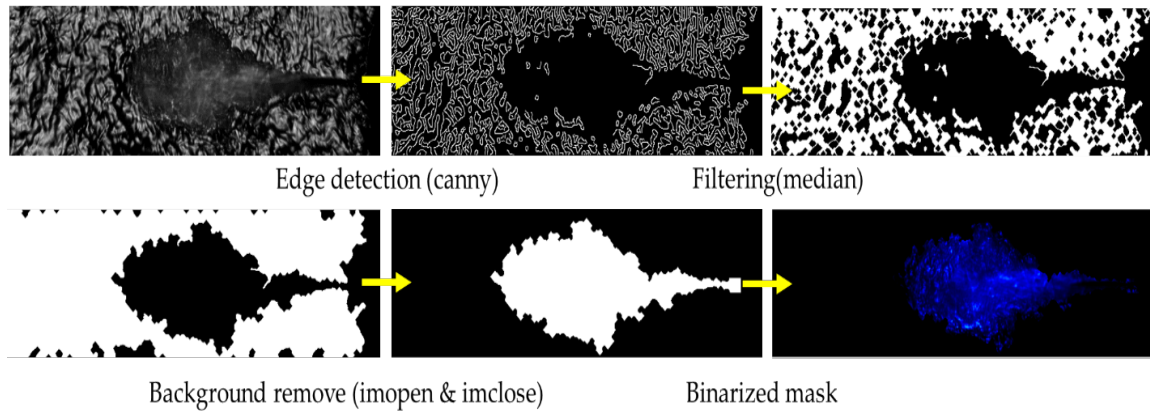 Edge detection (canny)
Filtering(median)
Background remove (imopen & imclose)
Binarized mask